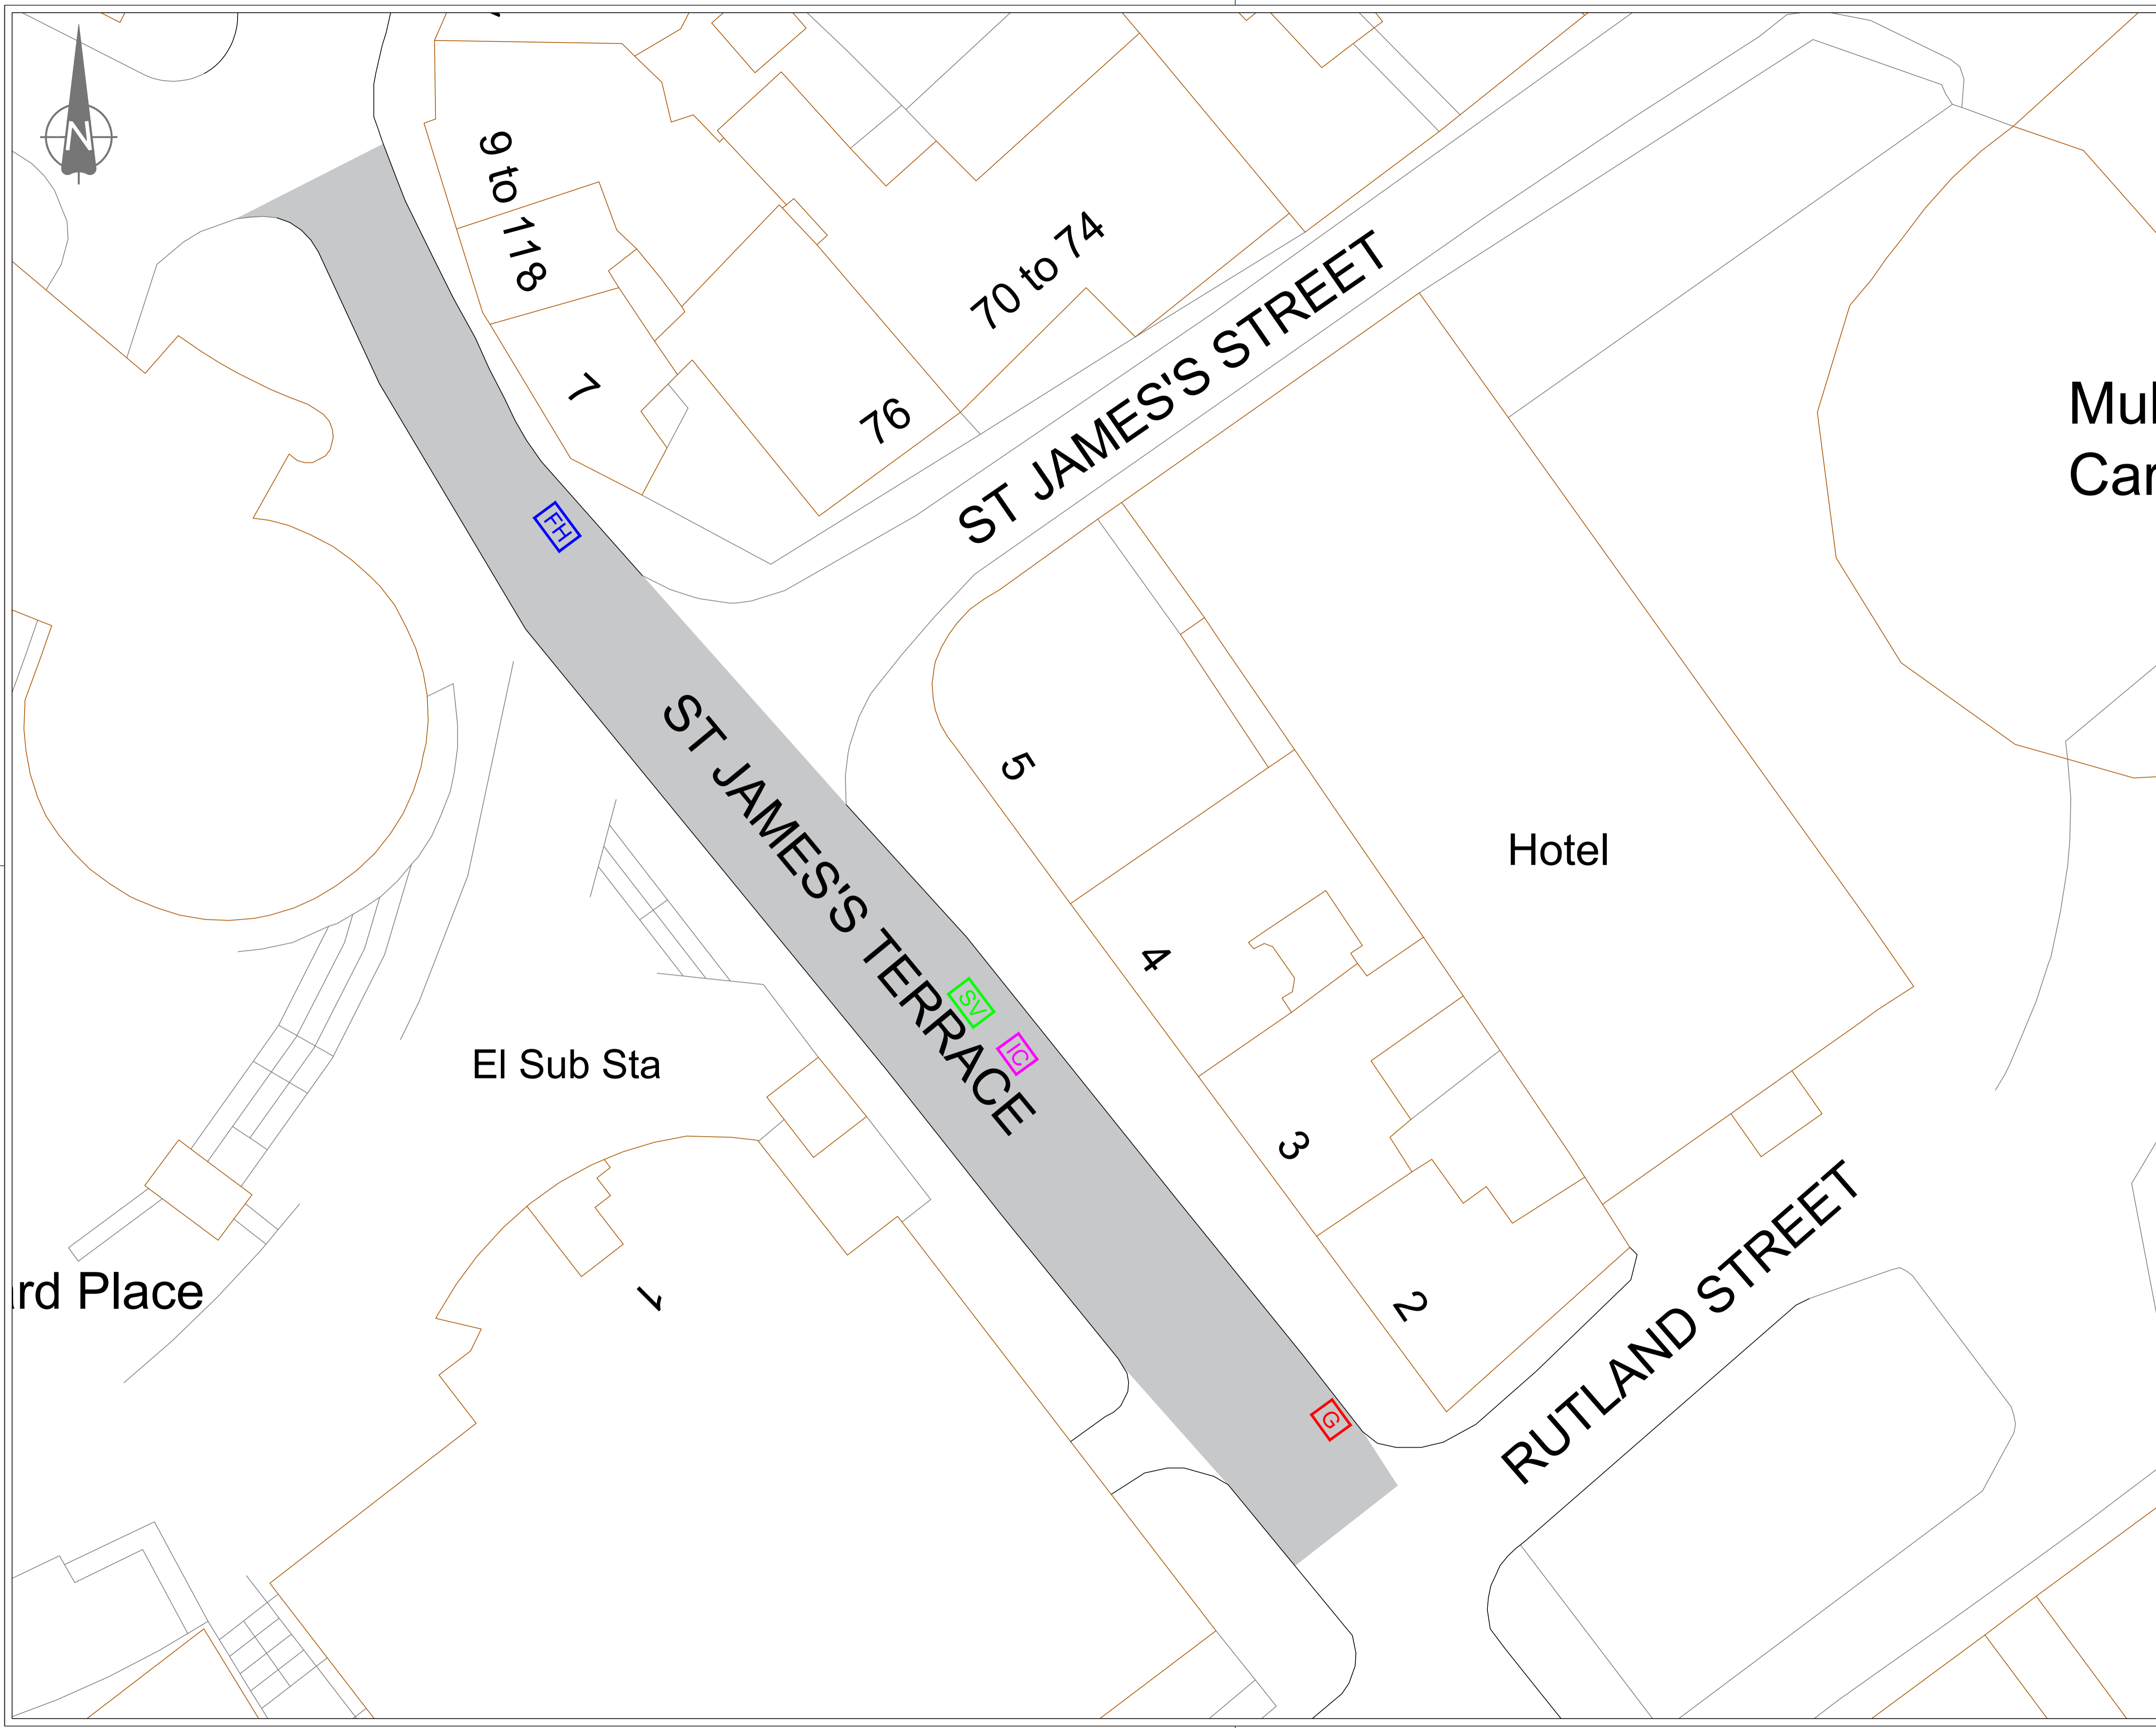 N
9 to 118
7
76
70 to 74
ST JAMES'S STREET
Mul
Car
FH
ST JAMES'S TERRACE
5
4
3
2
Hotel
SV
IC
El Sub Sta
1
rd Place
G
RUTLAND STREET